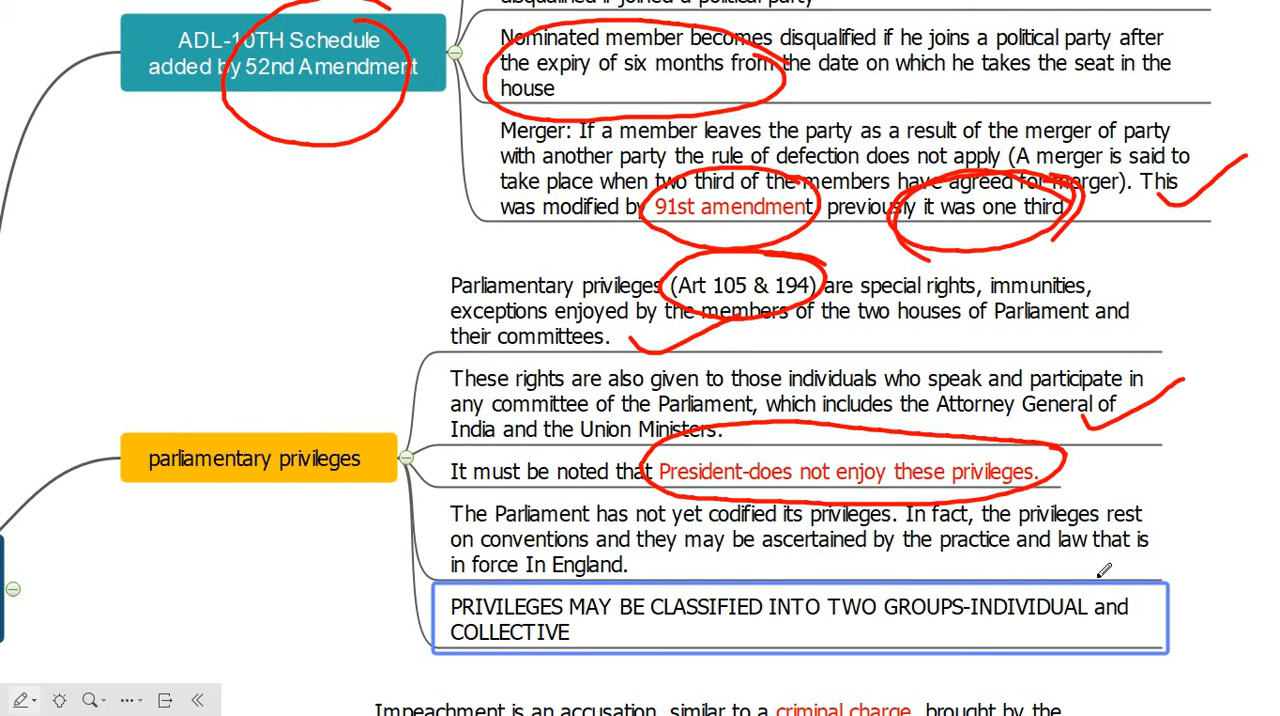 disqualified if joined a political party
ADL-10TH Schedule
added by 52nd Amendment
Nominated member becomes disqualified if he joins a political party after
the expiry of six months from the date on which he takes the seat in the
house
Merger: If a member leaves the party as a result of the merger of party
with another party the rule of defection does not apply (A merger is said to
take place when two third of the members have agreed for merger). This
was modified by 91st amendment, previously it was one third
Parliamentary privileges (Art 105 & 194) are special rights, immunities,
exceptions enjoyed by the members of the two houses of Parliament and
their committees.
These rights are also given to those individuals who speak and participate in
any committee of the Parliament, which includes the Attorney General of
India and the Union Ministers.
parliamentary privileges
It must be noted that President-does not enjoy these privileges.
The Parliament has not yet codified its privileges. In fact, the privileges rest
on conventions and they may be ascertained by the practice and law that is
in force In England.
PRIVILEGES MAY BE CLASSIFIED INTO TWO GROUPS-INDIVIDUAL and
COLLECTIVE
Impeachment is an accusation, similar to a criminal charge, brought by the